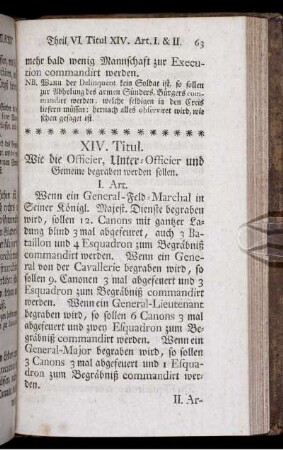 Theil VI. Titul XIV. Art. I. & II. 63
mehr bald wenig Mannschaft zur Execu-
tion commandirt werden.
NB. Wann der Delinquent kein Soldat ist, so sollen
zur Abholung des armen Sünders, Bürgers com-
mandirt werden, welche selbigen in den Creis
liefern müssen: hernach alles observiret wird, wie
schon gesaget ist.
XIV. Titul.
Wie die Officier, Unter-Officier und
Gemeine begraben werden sollen.
I. Art.
Wenn ein General-Feld-Marchal in
Seiner Königl. Majest. Dienste begraben
wird, sollen 12. Canons mit gantzer La-
dung blind 3 mal abgefeuret, auch 3 Ba-
taillon und 4 Esquadron zum Begräbniß
commandirt werden. Wenn ein Gene-
ral von der Cavallerie begraben wird, so
sollen 9. Canonen 3 mal abgefeuret und 3
Esquadron zum Begräbniß commandirt
werden. Wenn ein General-Lieutenant
begraben wird, so sollen 6 Canons 3 mal
abgefeuret und zwey Esquadron zum Be-
gräbniß commandirt werden. Wenn ein
General-Major begraben wird, so sollen
3 Canons 3 mal abgefeuret und 1 Esqua-
dron zum Begräbniß commandirt wer-
den.
II. Ar-